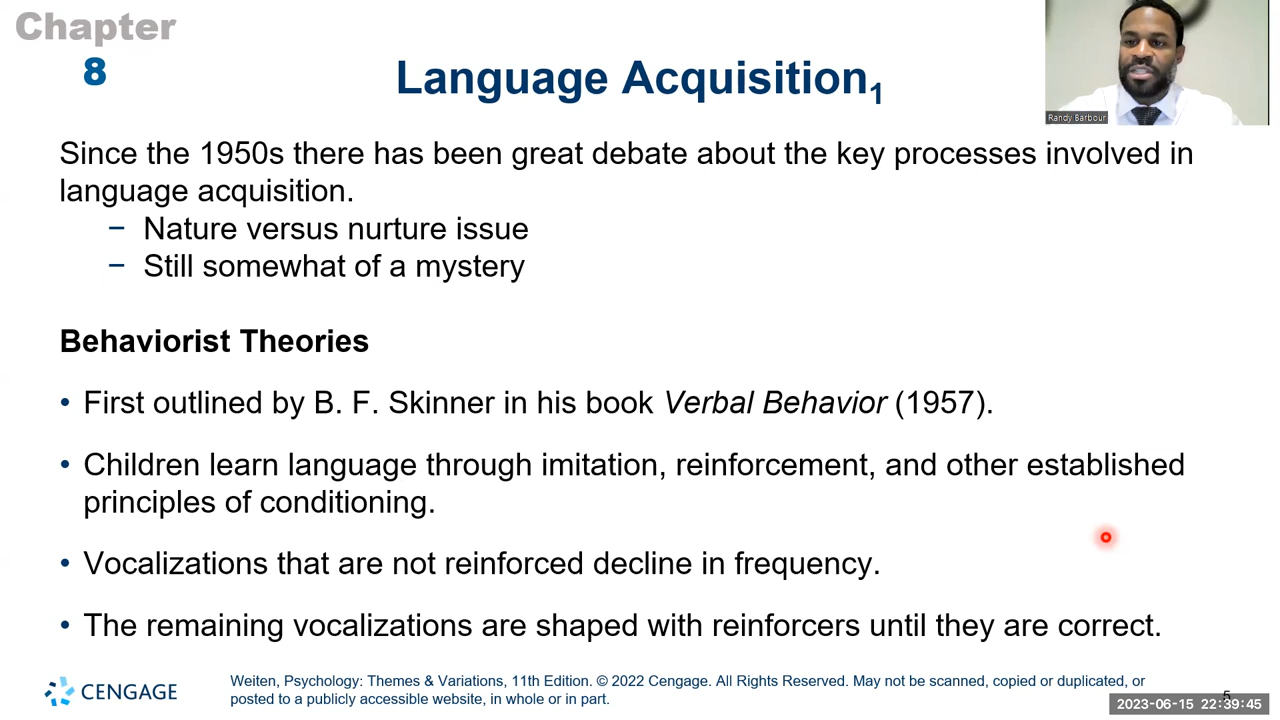 Chapter
8
Language Acquisition1
Randy Barbour
Since the 1950s there has been great debate about the key processes involved in
language acquisition.
− Nature versus nurture issue
− Still somewhat of a mystery
Behaviorist Theories
• First outlined by B. F. Skinner in his book Verbal Behavior (1957).
• Children learn language through imitation, reinforcement, and other established
principles of conditioning.
• Vocalizations that are not reinforced decline in frequency.
• The remaining vocalizations are shaped with reinforcers until they are correct.
CENGAGE
Weiten, Psychology: Themes & Variations, 11th Edition. © 2022 Cengage. All Rights Reserved. May not be scanned, copied or duplicated, or
posted to a publicly accessible website, in whole or in part.
5
2023-06-15 22:39:45